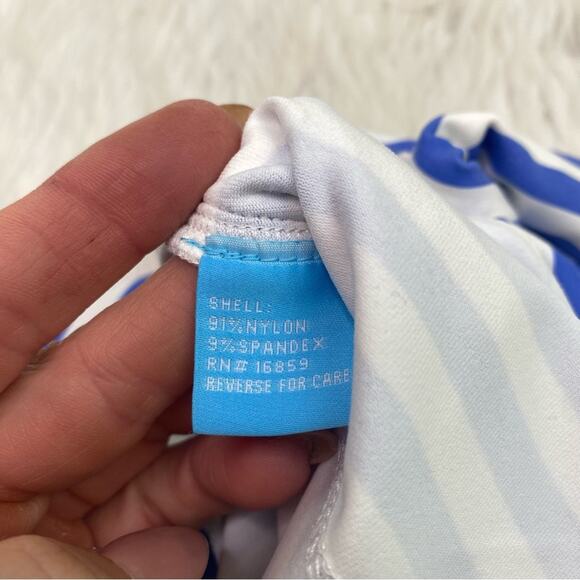 SHELL:
91%NYLON
9%SPANDEX
RN# 16859
REVERSE FOR CARE